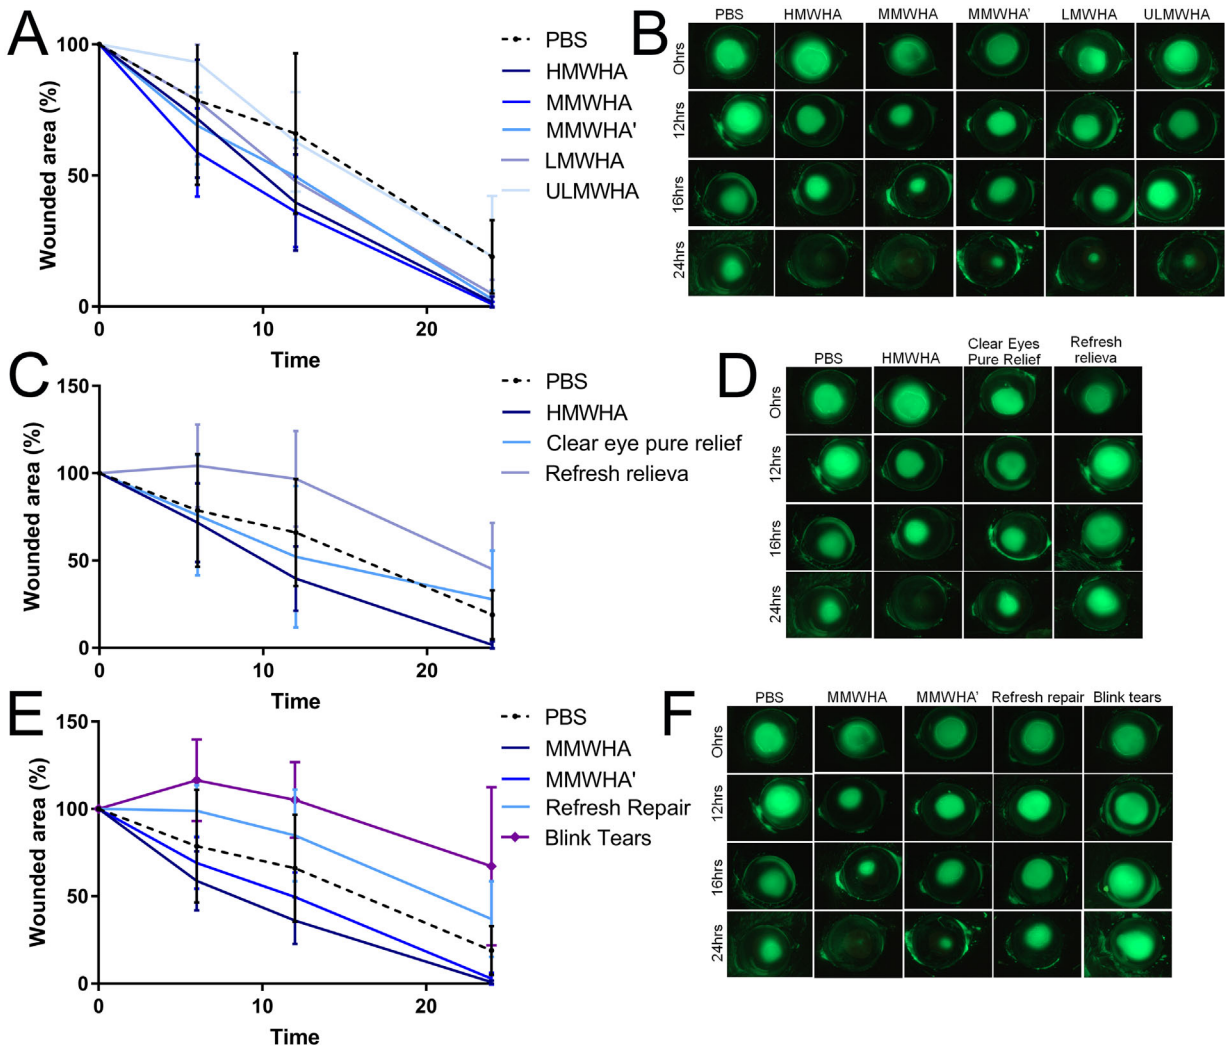 A
Wounded area (%)
100
50
0
0
10
20
Time
PBS
HMWHA
MMWHA
MMWHA'
LMWHA
ULMWHA
B
PBS HMWHA MMWHA MMWHA' LMWHA ULMWHA
0hrs
12hrs
16hrs
24hrs
C
Wounded area (%)
150
100
50
0
0
10
20
Time
PBS
HMWHA
Clear eye pure relief
Refresh relieva
D
PBS HMWHA Clear Eyes Pure Relief Refresh relieva
0hrs
12hrs
16hrs
24hrs
E
Wounded area (%)
150
100
50
0
0
10
20
Time
PBS
MMWHA
MMWHA'
Refresh Repair
Blink Tears
F
PBS MMWHA MMWHA' Refresh repair Blink tears
0hrs
12hrs
16hrs
24hrs